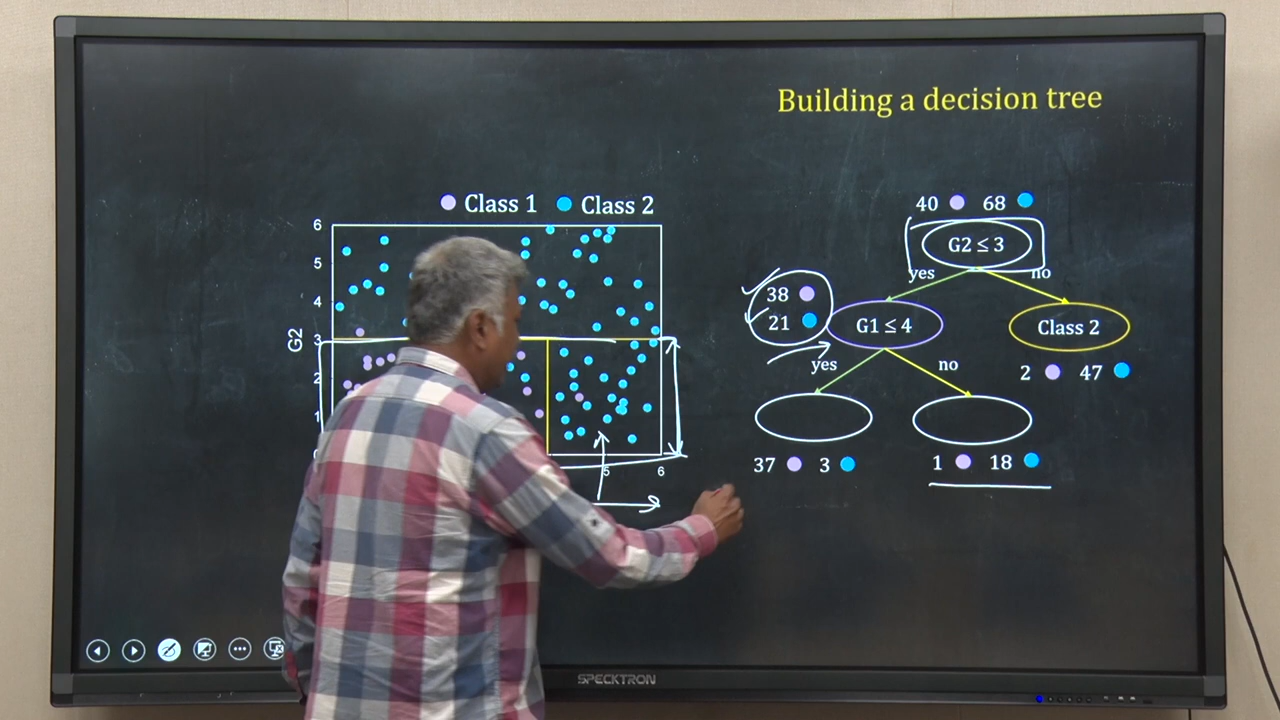 Building a decision tree
Class 1 Class 2
40 68
G2 ≤ 3
yes no
38
21
G1 ≤ 4
Class 2
yes no
2 47
37 3
1 18
6
5
4
3
2
1
G2
5 6
SPECKTRON